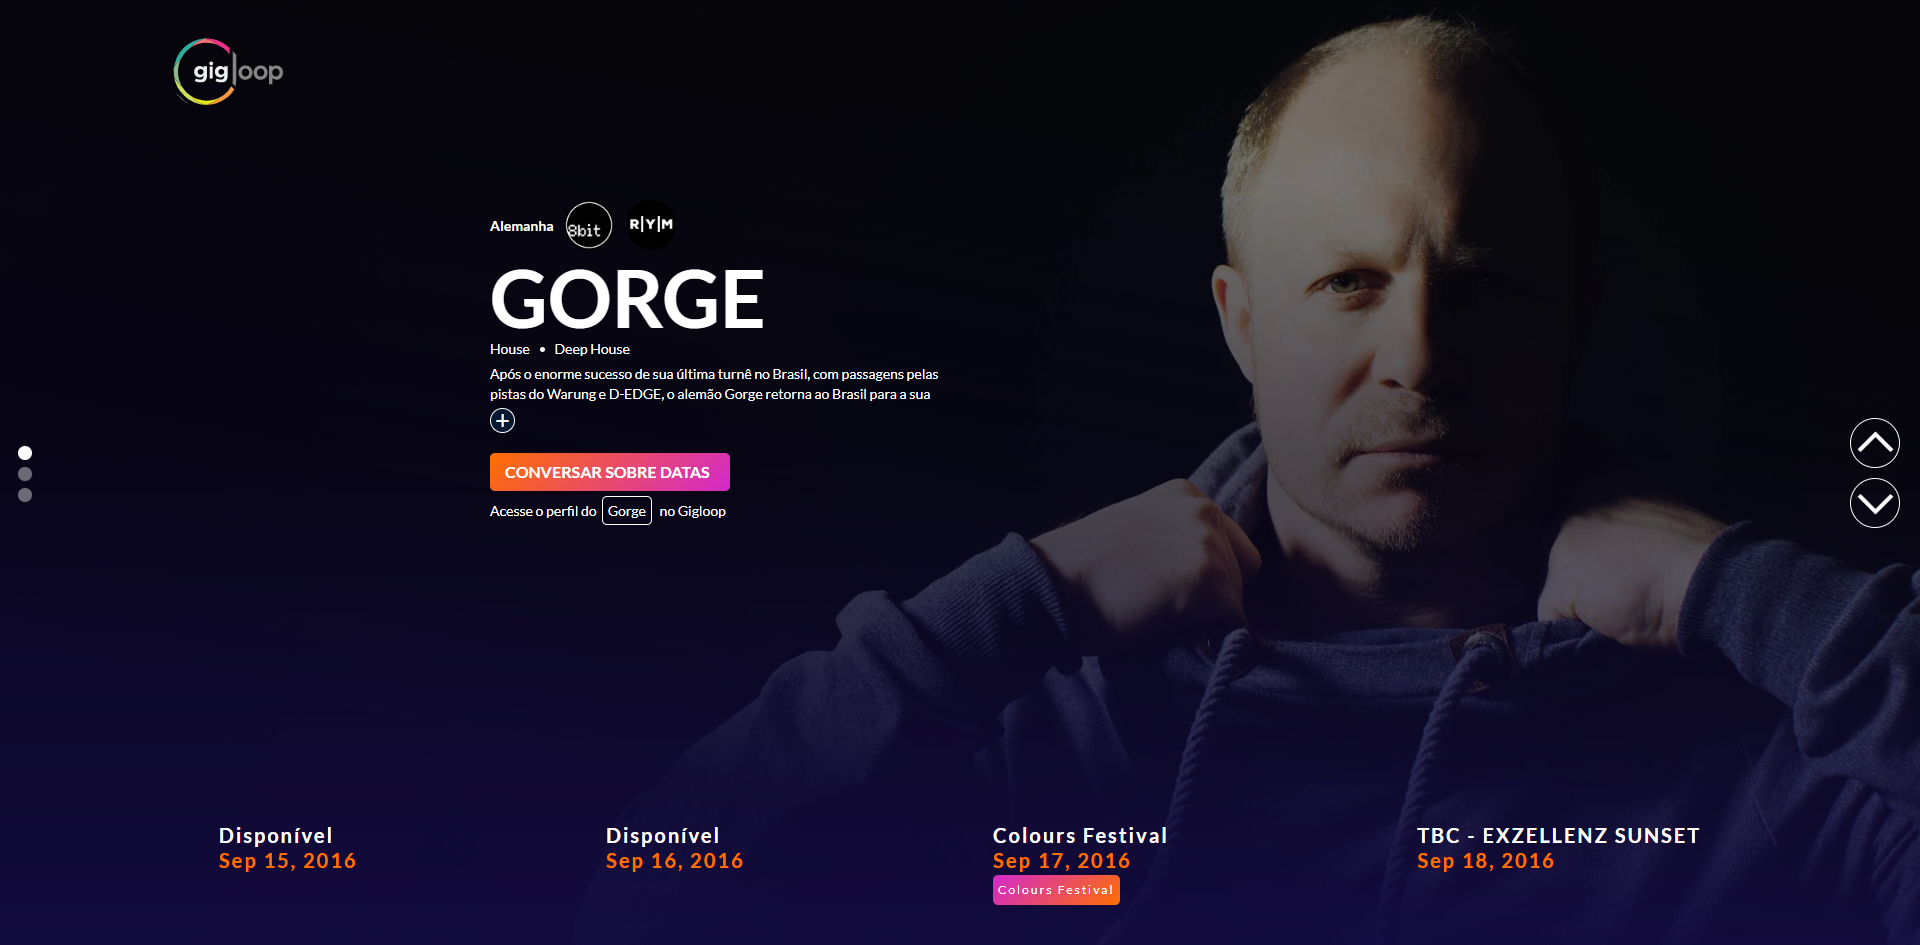 gigloop
Alemanha
8bit
R|Y|M
GORGE
House • Deep House
Após o enorme sucesso de sua última turnê no Brasil, com passagens pelas
pistas do Warung e D-EDGE, o alemão Gorge retorna ao Brasil para a sua
CONVERSAR SOBRE DATAS
Acesse o perfil do Gorge no Gigloop
Disponível
Sep 15, 2016
Disponível
Sep 16, 2016
Colours Festival
Sep 17, 2016
Colours Festival
TBC - EXZELLENZ SUNSET
Sep 18, 2016